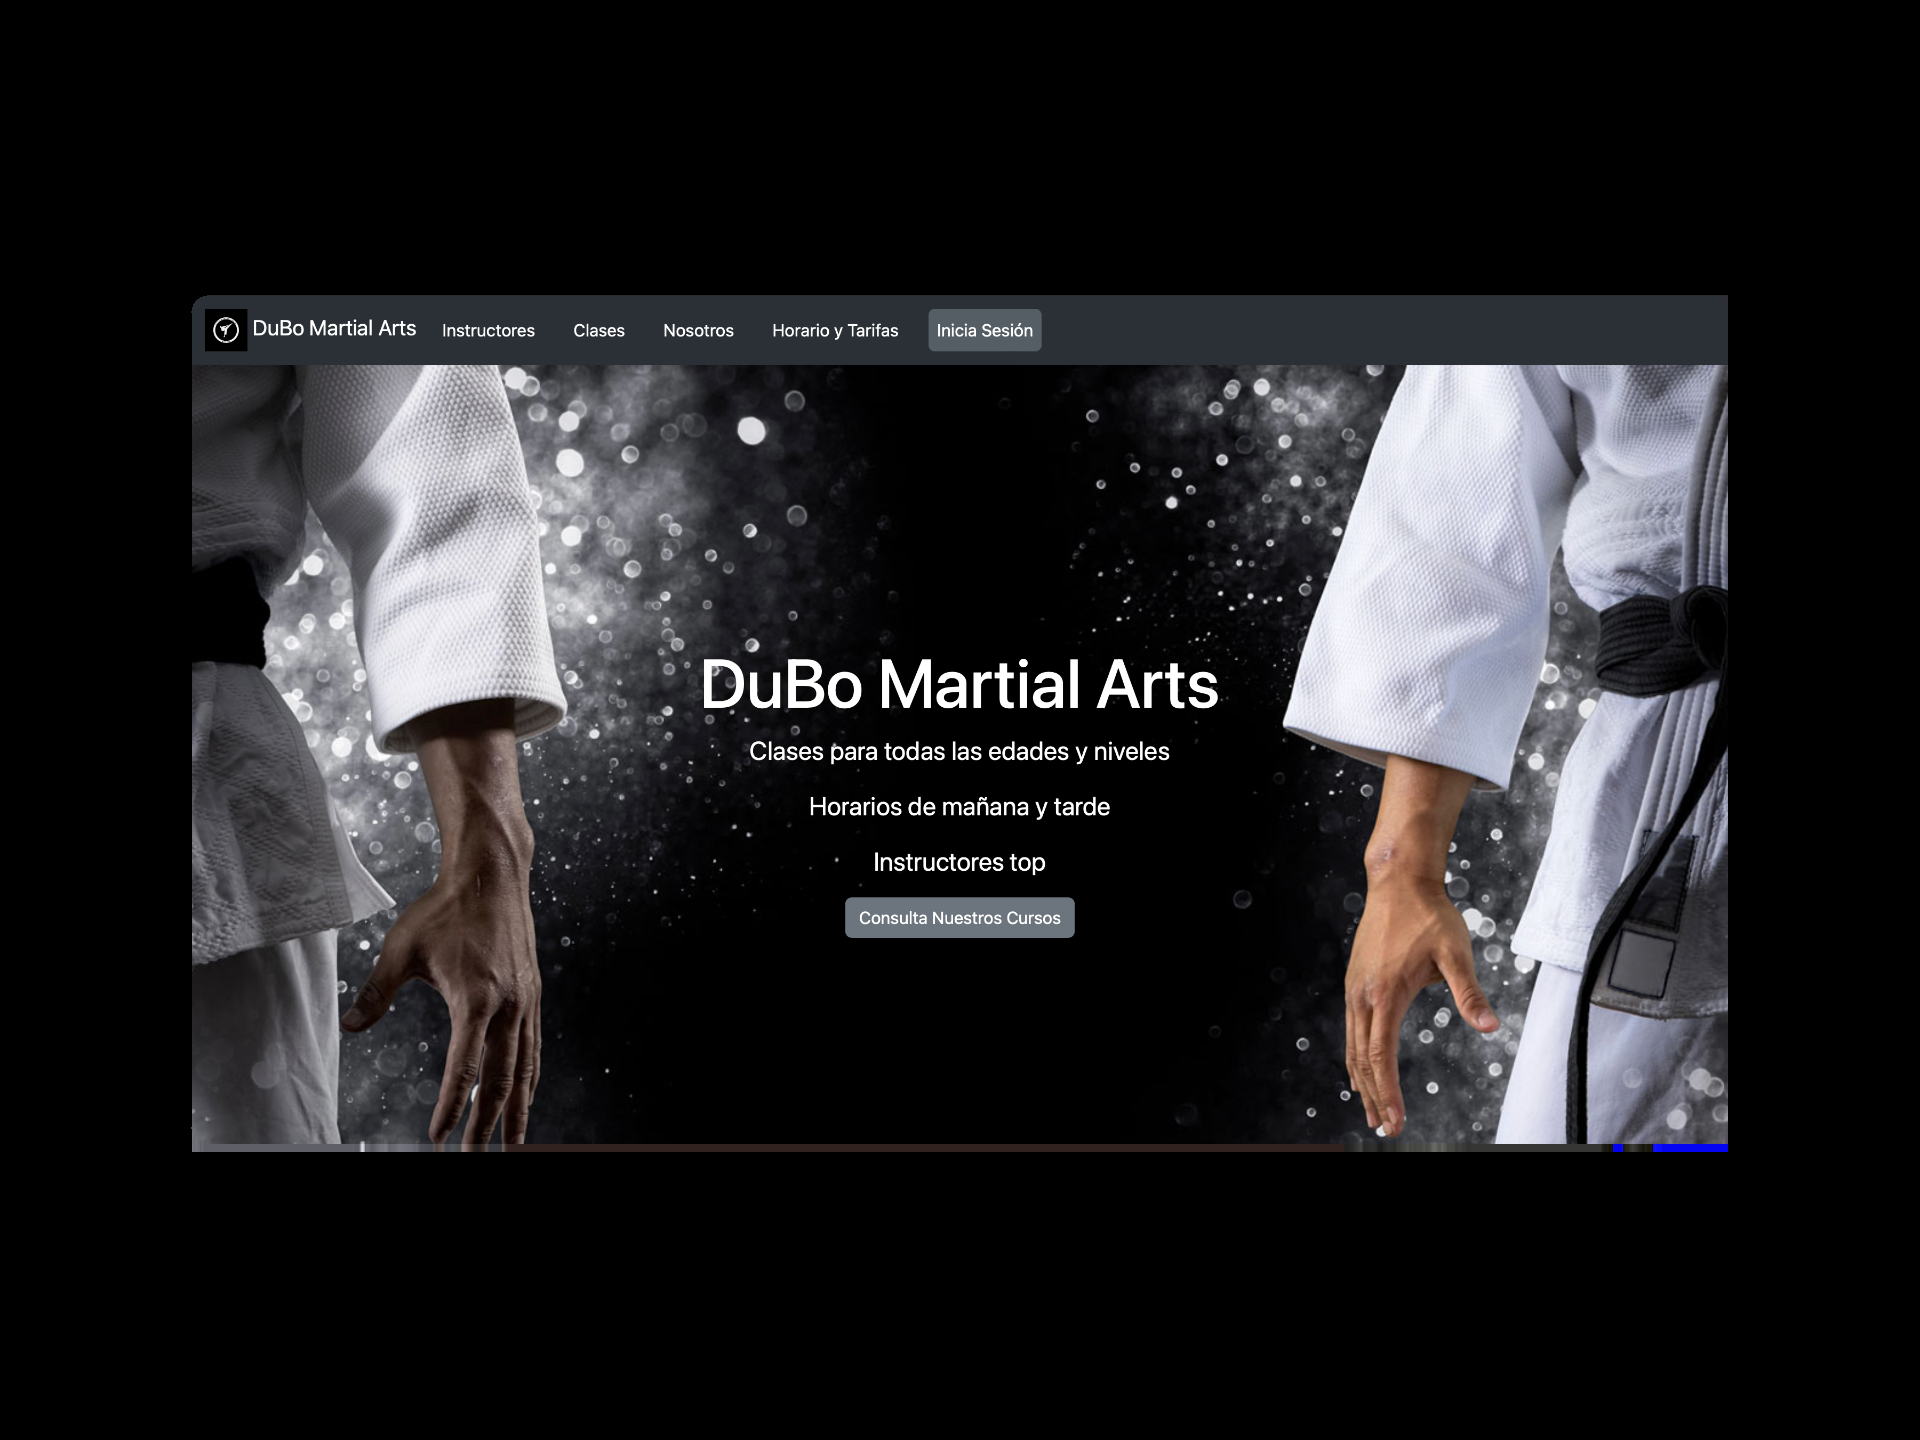 DuBo Martial Arts
Instructores
Clases
Nosotros
Horario y Tarifas
Inicia Sesión
DuBo Martial Arts
Clases para todas las edades y niveles
Horarios de mañana y tarde
Instructores top
Consulta Nuestros Cursos